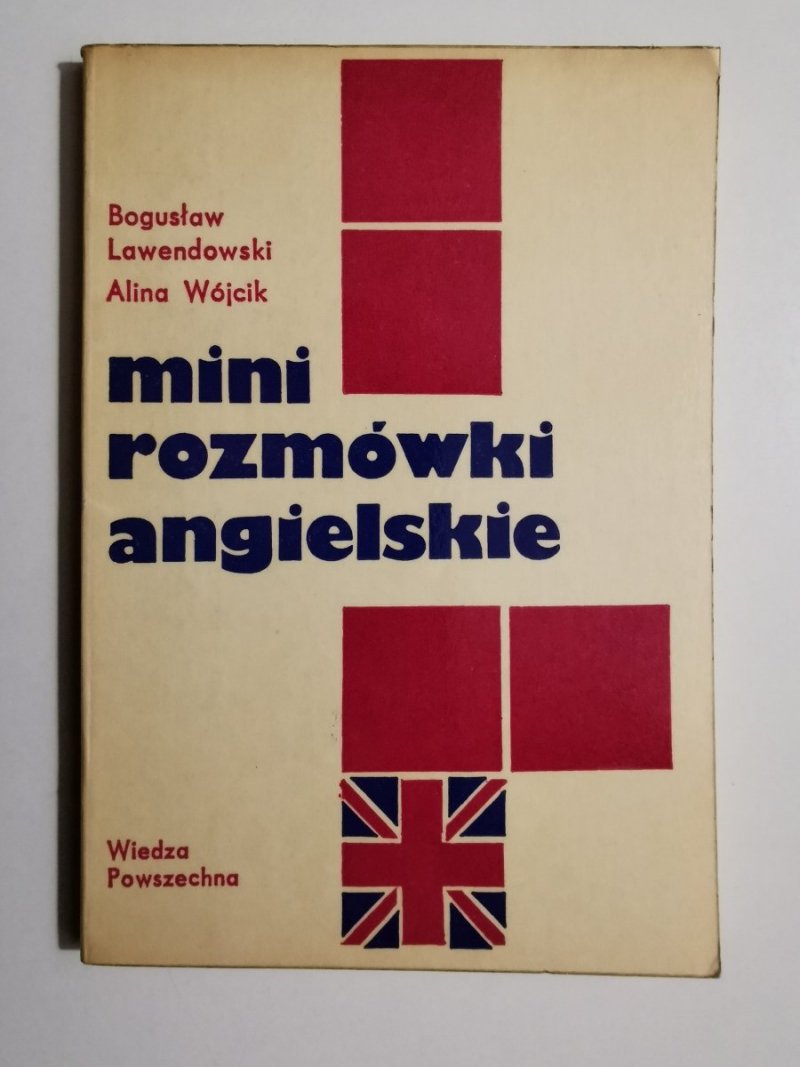 Bogusław
Lawendowski
Alina Wójcik
mini
rozmówki
angielskie
Wiedza
Powszechna